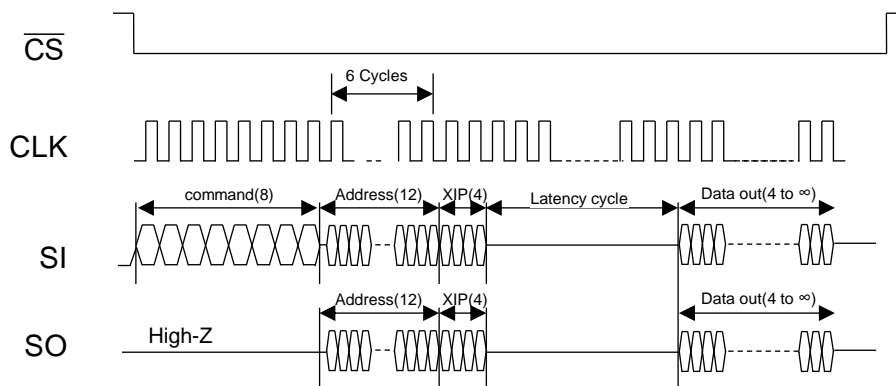 CS
6 Cycles
CLK
command(8) Address(12) XIP(4) Latency cycle Data out(4 to ∞)
SI
Address(12) XIP(4) Data out(4 to ∞)
High-Z
SO